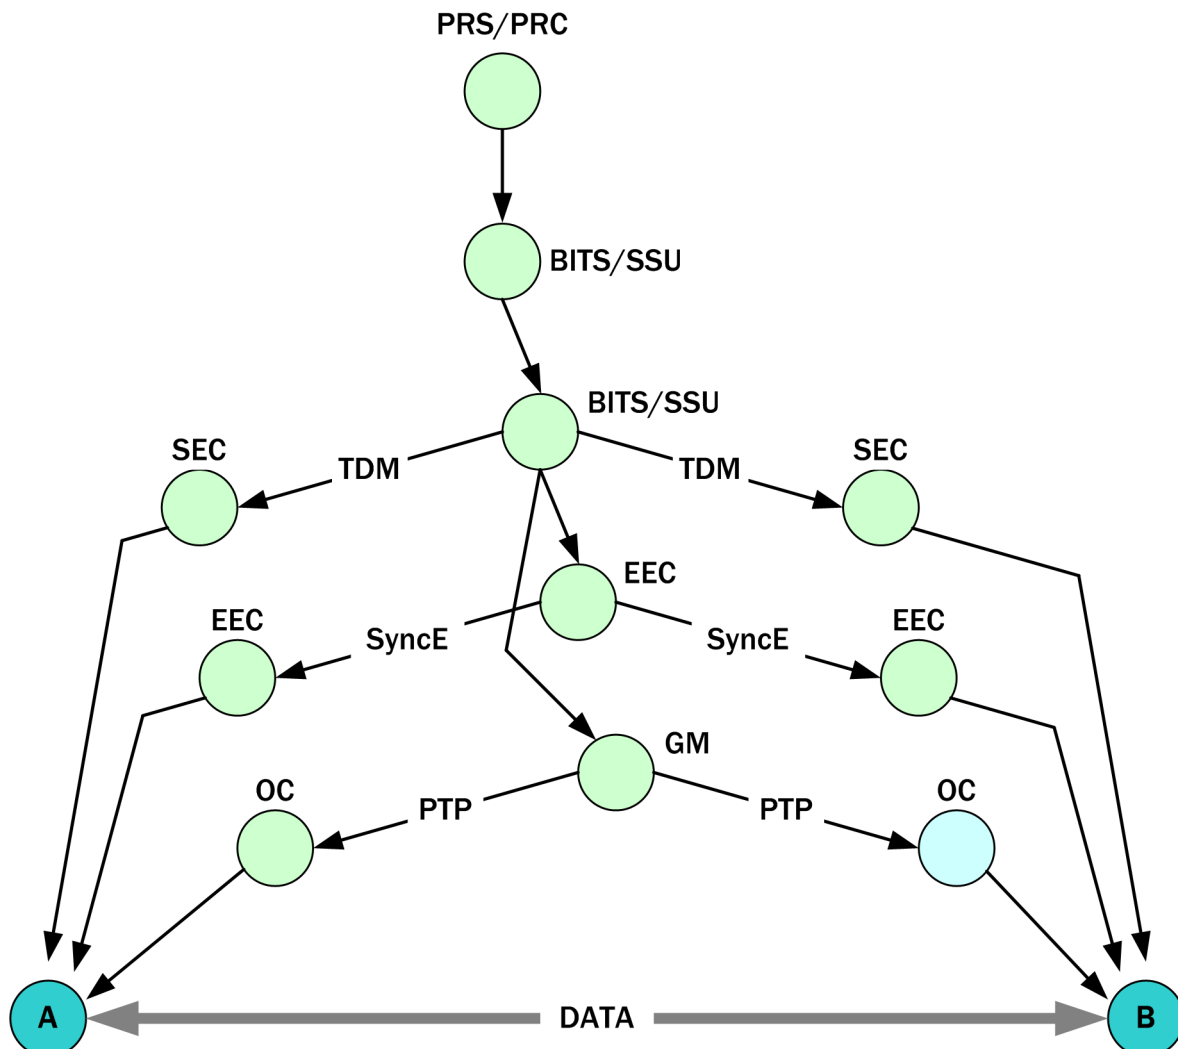 PRS/PRC
BITS/SSU
BITS/SSU
SEC
TDM
TDM
SEC
EEC
EEC
SyncE
SyncE
EEC
GM
OC
PTP
PTP
OC
A
DATA
B